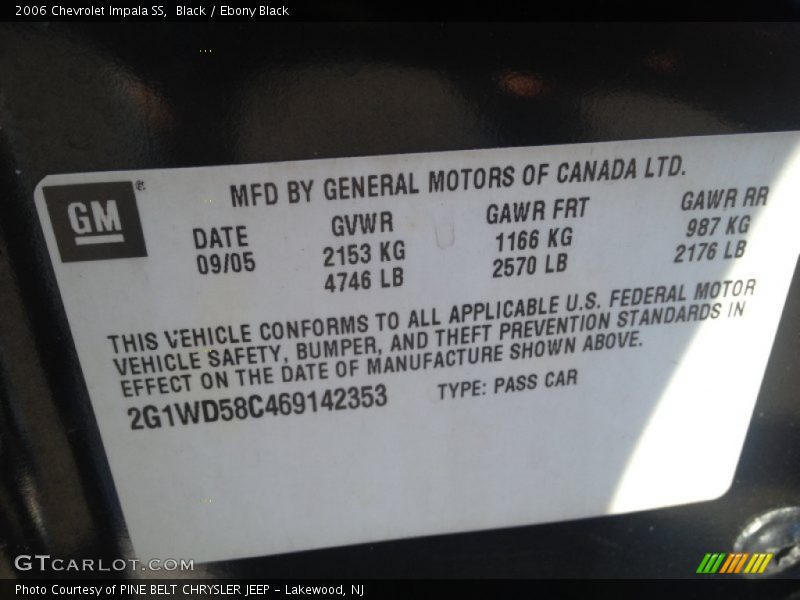 2006 Chevrolet Impala SS, Black / Ebony Black
GM®
MFD BY GENERAL MOTORS OF CANADA LTD.
DATE GVWR GAWR FRT GAWR RR
09/05 2153 KG 1166 KG 987 KG
4746 LB 2570 LB 2176 LB
THIS VEHICLE CONFORMS TO ALL APPLICABLE U.S. FEDERAL MOTOR
VEHICLE SAFETY, BUMPER, AND THEFT PREVENTION STANDARDS IN
EFFECT ON THE DATE OF MANUFACTURE SHOWN ABOVE.
2G1WD58C469142353 TYPE: PASS CAR
GTCARLOT.COM
Photo Courtesy of PINE BELT CHRYSLER JEEP - Lakewood, NJ